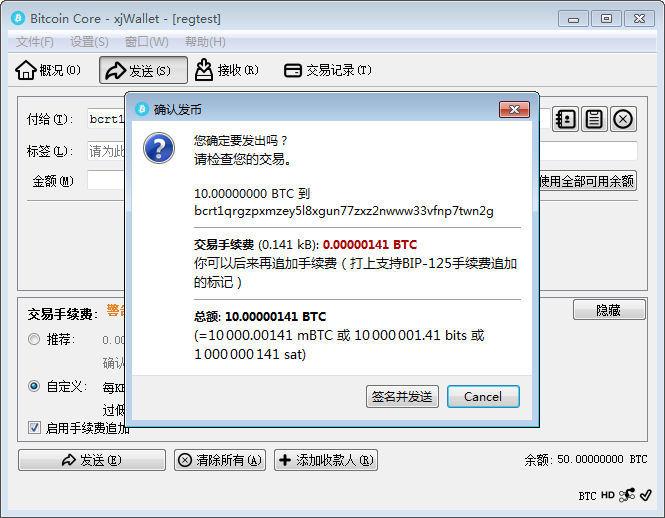 Bitcoin Core - xjWallet - [regtest]
文件(F) 设置(S) 窗口(W) 帮助(H)
概况(O) 发送(S) 接收(R) 交易记录(T)
确认发币
付给(I): bcrt1
标签(L): 请为此
金额(M) 使用全部可用余额
您确定要发出吗？
请检查您的交易。
10.00000000 BTC 到
bcrt1qrgzpxmzey5l8xgun77zxz2nwww33vfnp7twn2g
交易手续费 (0.141 kB): 0.00000141 BTC
你可以后来再追加手续费（打上支持BIP-125手续费追加
的标记）
总额: 10.00000141 BTC
(=10 000.00141 mBTC 或 10 000 001.41 bits 或
1 000 000 141 sat)
签名并发送 Cancel
交易手续费: 警告 隐藏
推荐: 0.00
确认
自定义: 每KB
过低
启用手续费追加
发送(E) 清除所有(A) 添加收款人(R) 余额: 50.00000000 BTC
BTC HD